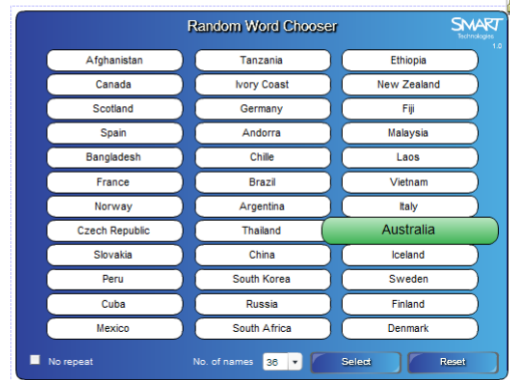 Random Word Chooser
SMART
Technologies
1.0
Afghanistan Tanzania Ethiopia
Canada Ivory Coast New Zealand
Scotland Germany Fiji
Spain Andorra Malaysia
Bangladesh Chille Laos
France Brazil Vietnam
Norway Argentina Italy
Czech Republic Thailand Australia
Slovakia China Iceland
Peru South Korea Sweden
Cuba Russia Finland
Mexico South Africa Denmark
No repeat No. of names 36 Select Reset